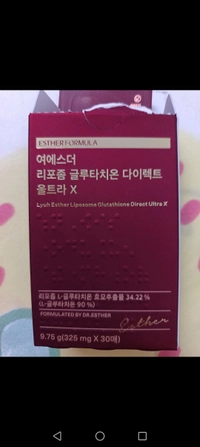 ESTHER FORMULA
여에스더
리포좀 글루타치온 다이렉트
울트라 X
Lyuh Esther Liposome Glutathione Direct Ultra X
리포좀 L-글루타치온 효모추출물 34.22 %
(L-글루타치온 90 %)
FORMULATED BY DR.ESTHER
Esther
9.75 g(325 mg X 30매)